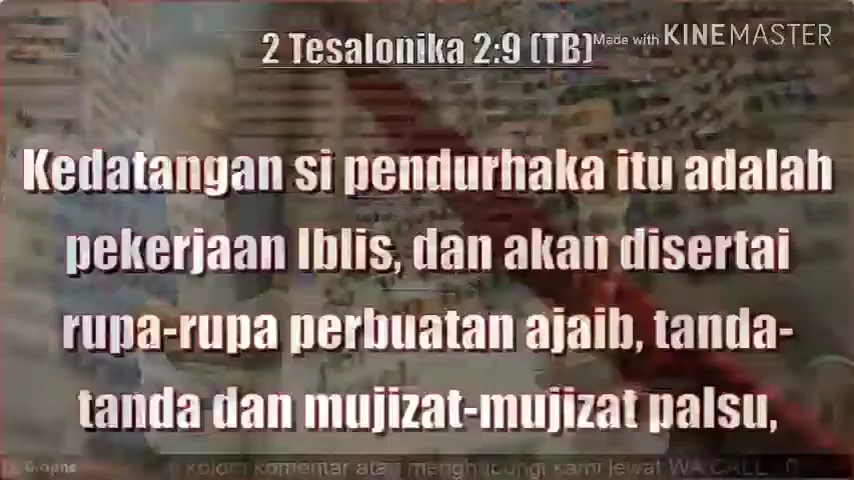 2 Tesalonika 2:9 (TB)
Made with KINEMASTER
Kedatangan si pendurhaka itu adalah
pekerjaan Iblis, dan akan disertai
rupa-rupa perbuatan ajaib, tanda-
tanda dan mujizat-mujizat palsu,
kolom komentar atau menghubungi kami lewat WA CALL